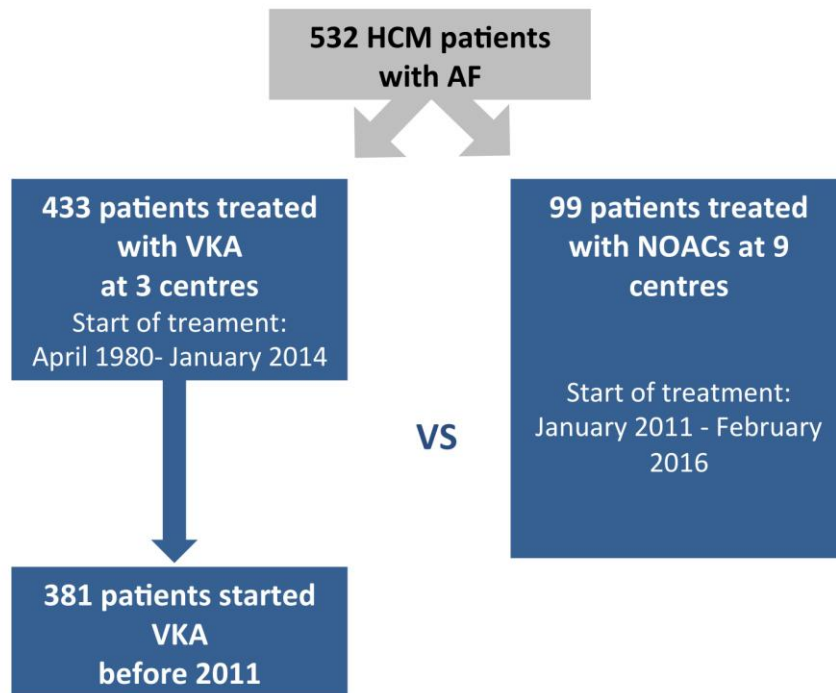 532 HCM patients
with AF
433 patients treated
with VKA
at 3 centres
Start of treament:
April 1980- January 2014
VS
99 patients treated
with NOACs at 9
centres
Start of treatment:
January 2011 - February
2016
381 patients started
VKA
before 2011